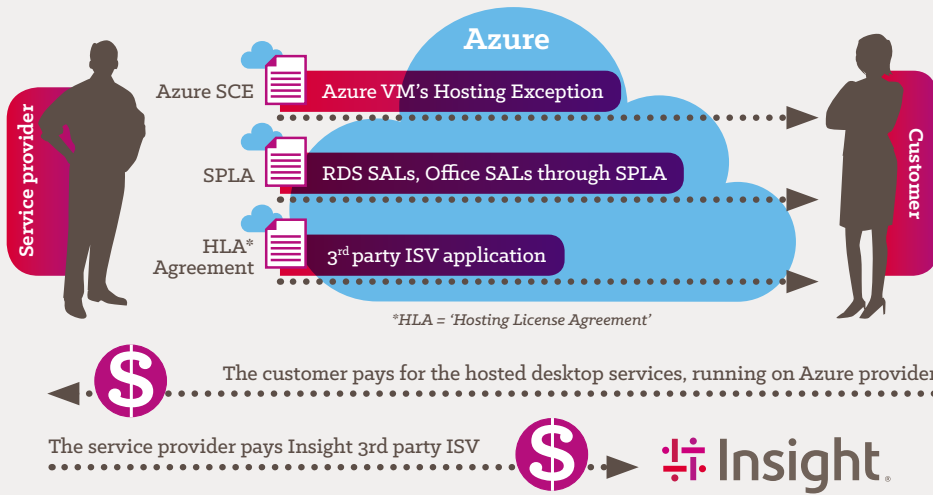 Azure
Service provider
Azure SCE
Azure VM's Hosting Exception
SPLA
RDS SALs, Office SALs through SPLA
HLA*
Agreement
3rd party ISV application
Customer
*HLA = 'Hosting License Agreement'
$
The customer pays for the hosted desktop services, running on Azure provider
The service provider pays Insight 3rd party ISV
$
Insight.